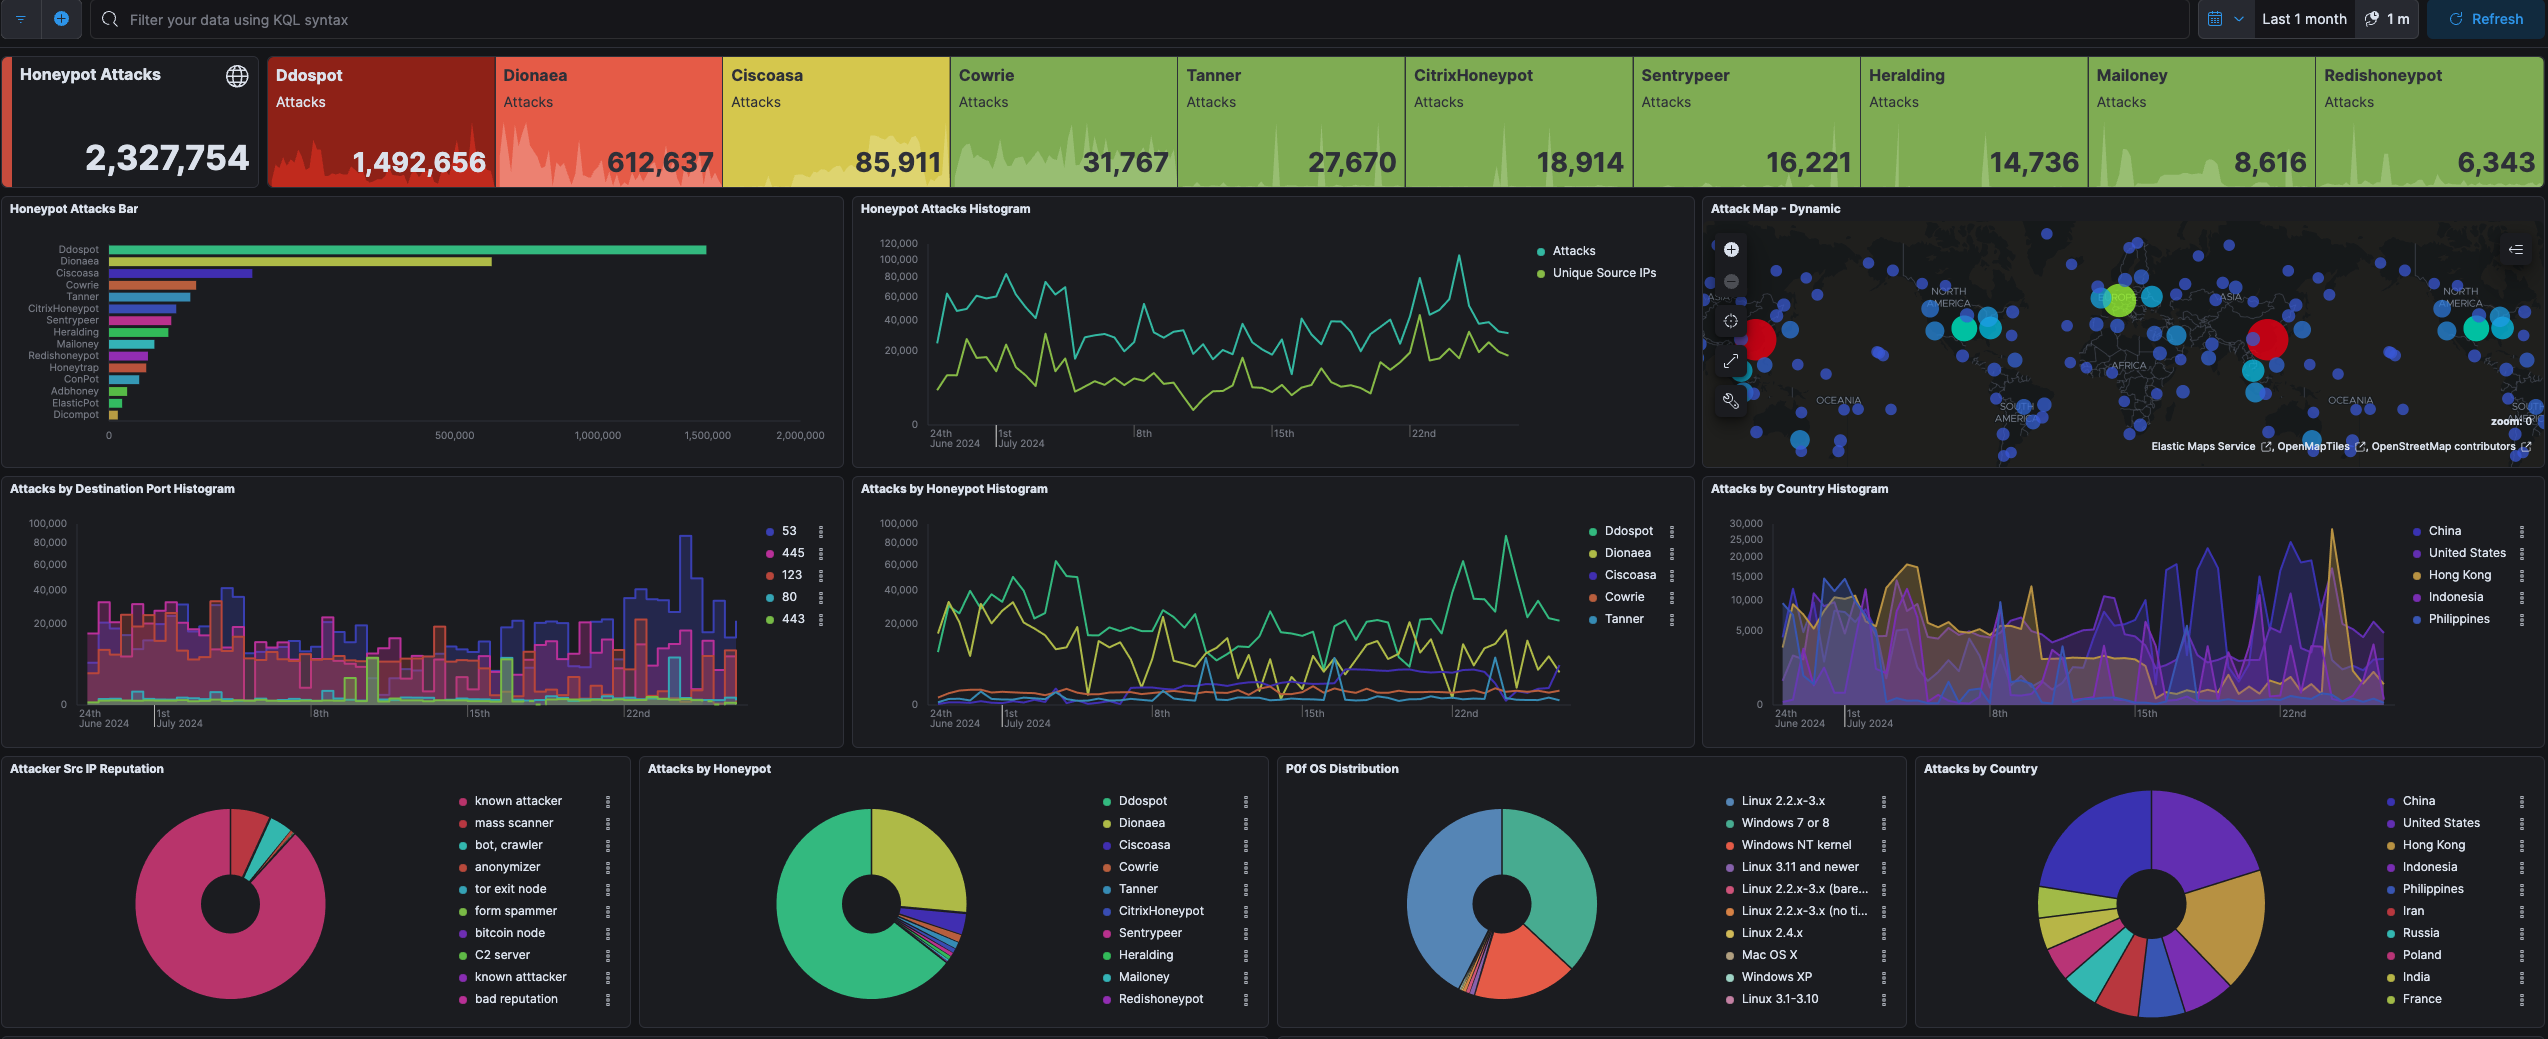 Filter your data using KQL syntax
Last 1 month
1 m
Refresh
Honeypot Attacks
2,327,754
Ddospot
Attacks
1,492,656
Dionaea
Attacks
612,637
Ciscoasa
Attacks
85,911
Cowrie
Attacks
31,767
Tanner
Attacks
27,670
CitrixHoneypot
Attacks
18,914
Sentrypeer
Attacks
16,221
Heralding
Attacks
14,736
Mailoney
Attacks
8,616
Redishoneypot
Attacks
6,343
Honeypot Attacks Bar
Ddospot
Dionaea
Ciscoasa
Cowrie
Tanner
CitrixHoneypot
Sentrypeer
Heralding
Mailoney
Redishoneypot
Honeytrap
ConPot
Adbhoney
ElasticPot
Dicompot
0
500,000
1,000,000
1,500,000
2,000,000
Honeypot Attacks Histogram
120,000
100,000
80,000
60,000
40,000
20,000
0
24th
June 2024
1st
July 2024
8th
15th
22nd
Attacks
Unique Source IPs
Attack Map - Dynamic
NORTH
AMERICA
ASIA
NORTH
AMERICA
AFRICA
OCEANIA
SOUTH
AMERICA
OCEANIA
zoom: 0
Elastic Maps Service , OpenMapTiles , OpenStreetMap contributors
Attacks by Destination Port Histogram
100,000
80,000
60,000
40,000
20,000
0
24th
June 2024
1st
July 2024
8th
15th
22nd
53
445
123
80
443
Attacks by Honeypot Histogram
100,000
80,000
60,000
40,000
20,000
0
24th
June 2024
1st
July 2024
8th
15th
22nd
Ddospot
Dionaea
Ciscoasa
Cowrie
Tanner
Attacks by Country Histogram
30,000
25,000
20,000
15,000
10,000
5,000
0
24th
June 2024
1st
July 2024
8th
15th
22nd
China
United States
Hong Kong
Indonesia
Philippines
Attacker Src IP Reputation
known attacker
mass scanner
bot, crawler
anonymizer
tor exit node
form spammer
bitcoin node
C2 server
known atttacker
bad reputation
Attacks by Honeypot
Ddospot
Dionaea
Ciscoasa
Cowrie
Tanner
CitrixHoneypot
Sentrypeer
Heralding
Mailoney
Redishoneypot
P0f OS Distribution
Linux 2.2.x-3.x
Windows 7 or 8
Windows NT kernel
Linux 3.11 and newer
Linux 2.2.x-3.x (bare...
Linux 2.2.x-3.x (no ti...
Linux 2.4.x
Mac OS X
Windows XP
Linux 3.1-3.10
Attacks by Country
China
United States
Hong Kong
Indonesia
Philippines
Iran
Russia
Poland
India
France